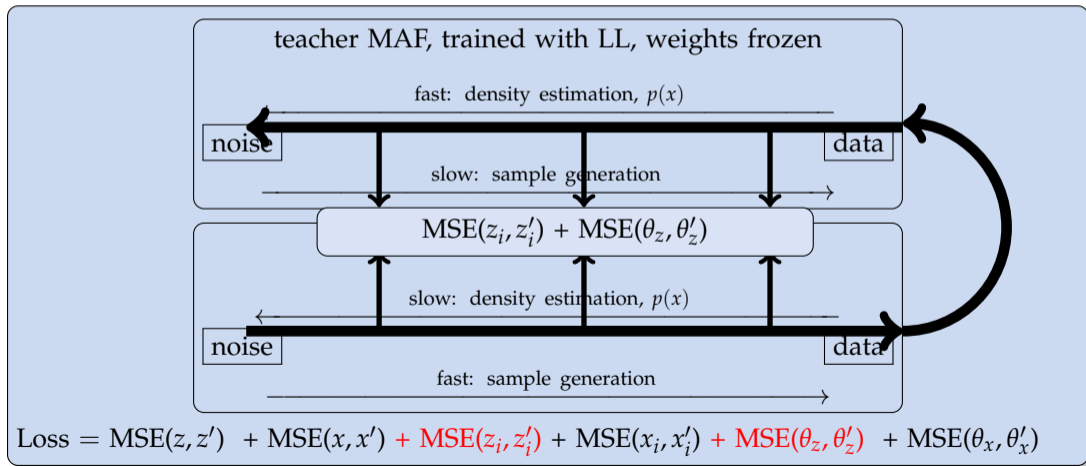 teacher MAF, trained with LL, weights frozen
fast: density estimation, p(x)
noise data
slow: sample generation
MSE(z_i, z'_i) + MSE(θ_z, θ'_z)
slow: density estimation, p(x)
noise data
fast: sample generation
Loss = MSE(z, z') + MSE(x, x') + MSE(z_i, z'_i) + MSE(x_i, x'_i) + MSE(θ_z, θ'_z) + MSE(θ_x, θ'_x)